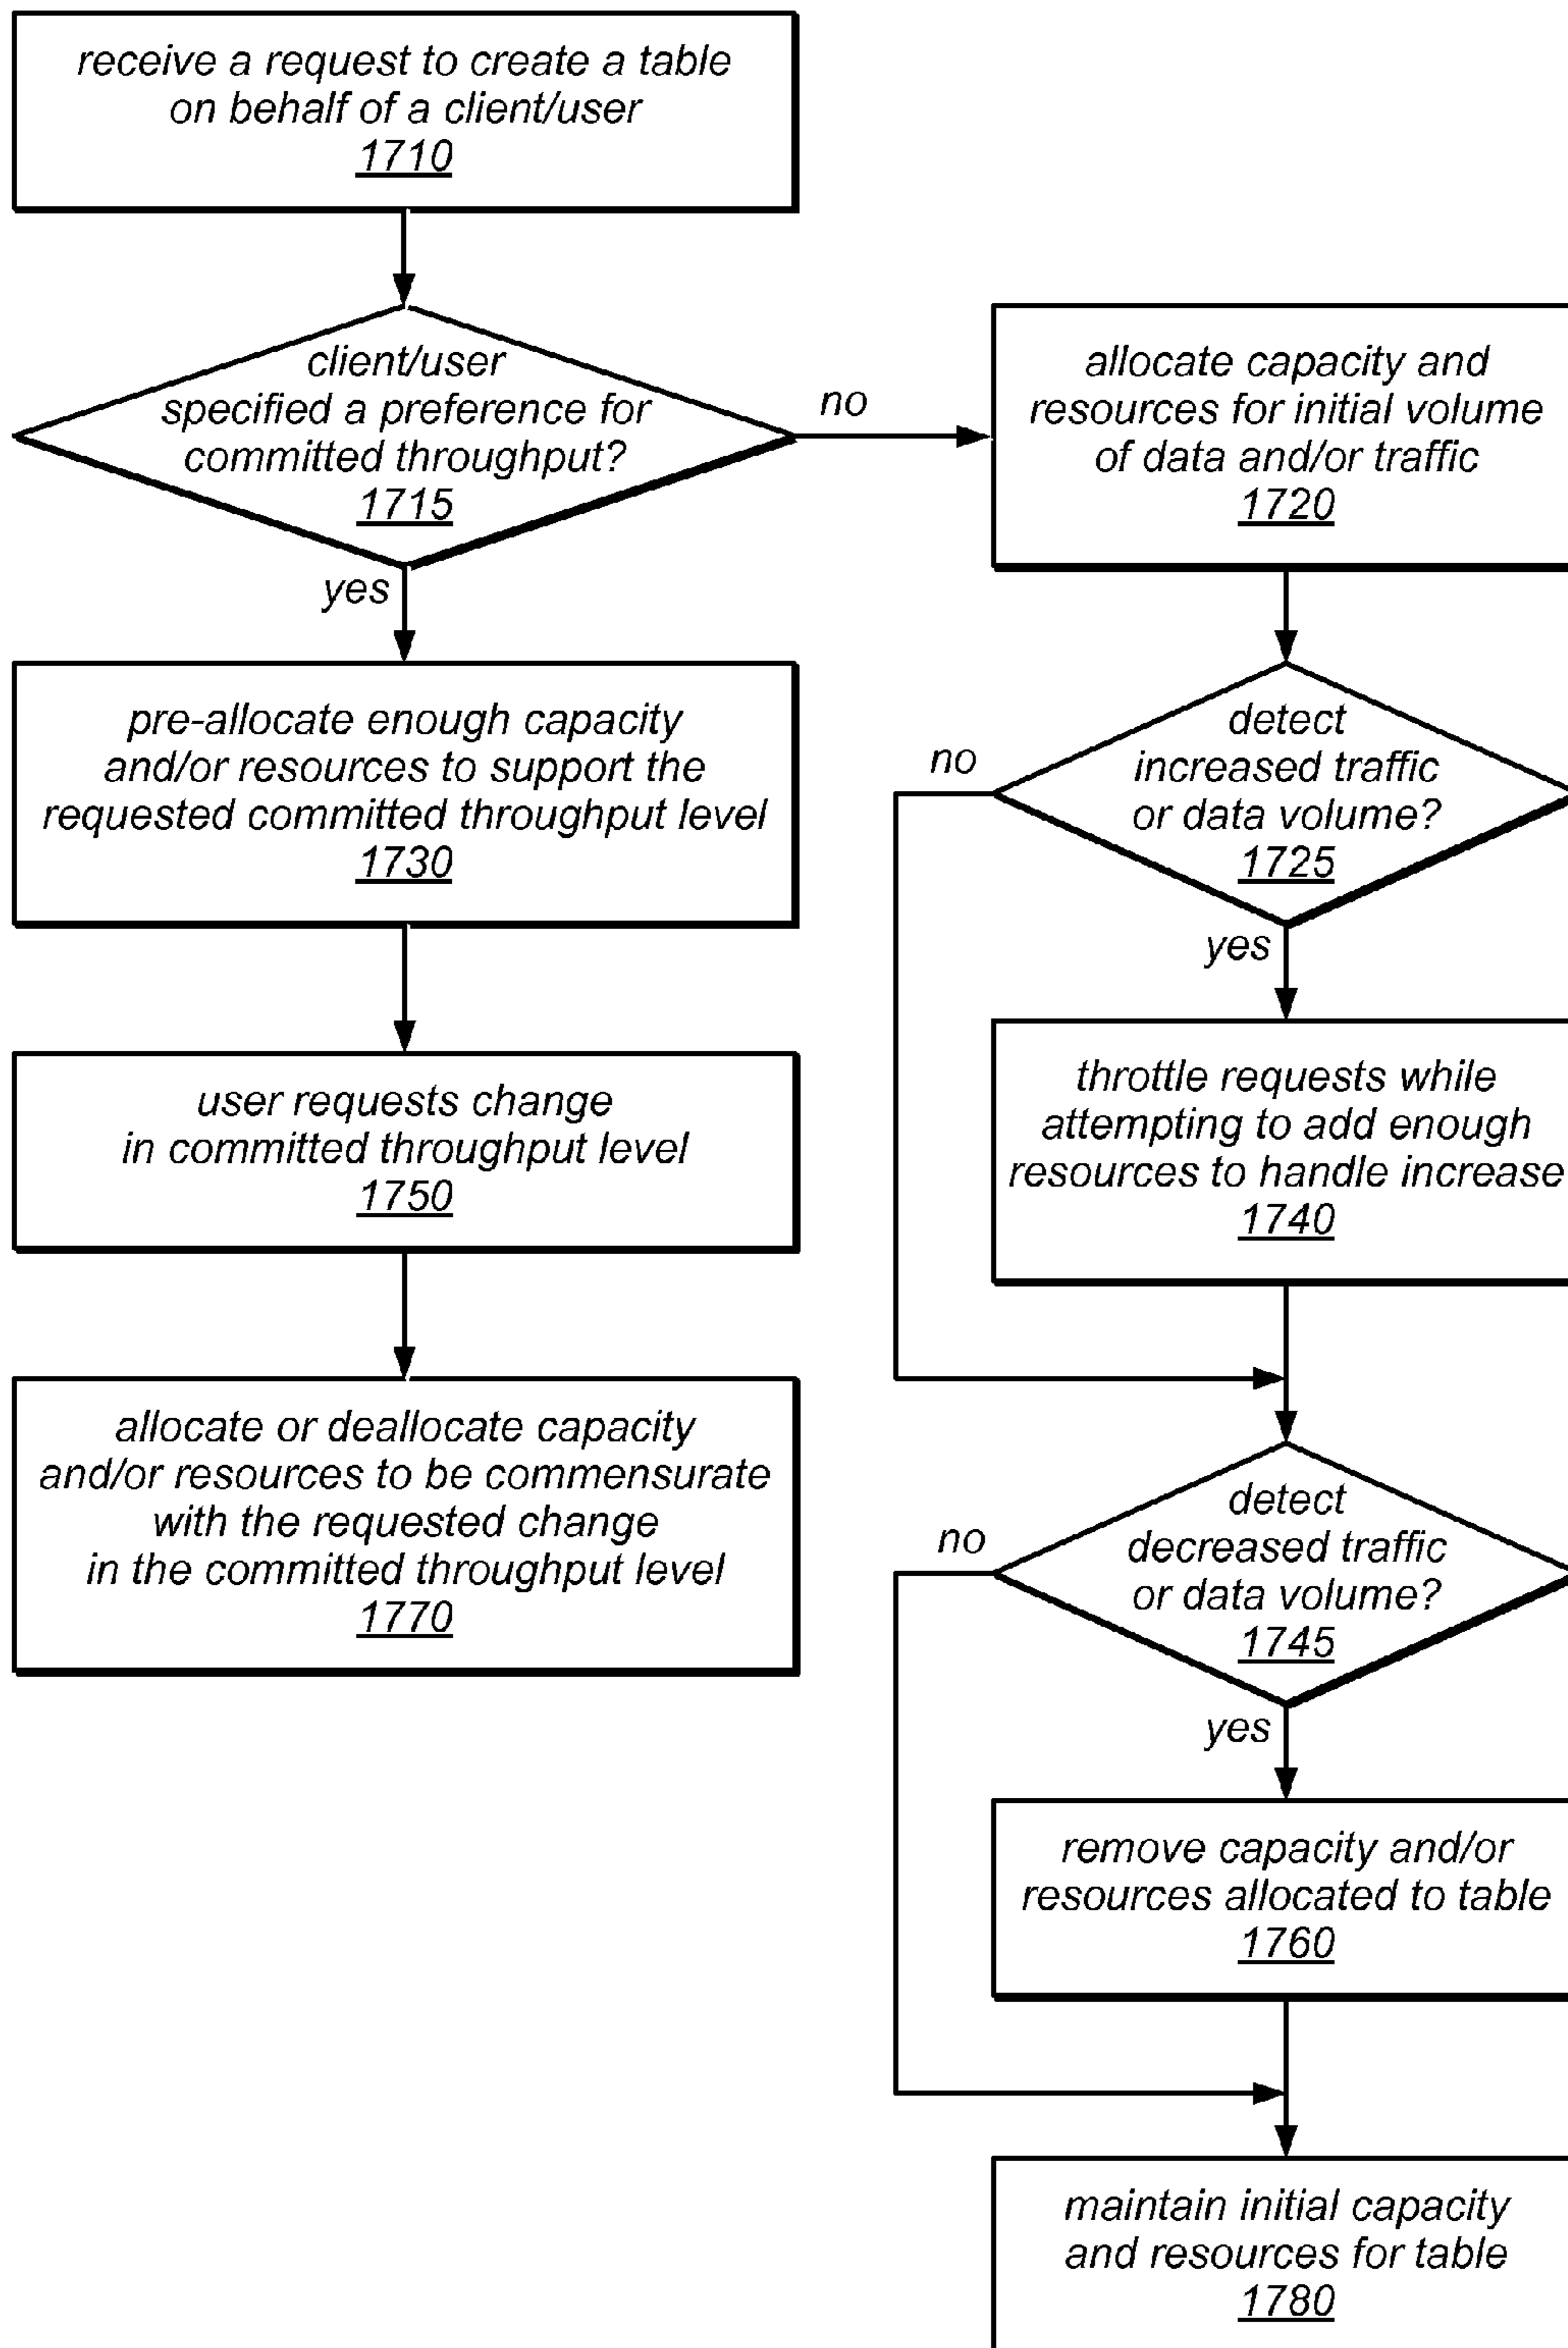 receive a request to create a table
on behalf of a client/user
1710
client/user
specified a preference for
committed throughput?
1715
no
yes
allocate capacity and
resources for initial volume
of data and/or traffic
1720
pre-allocate enough capacity
and/or resources to support the
requested committed throughput level
1730
detect
increased traffic
or data volume?
1725
no
yes
user requests change
in committed throughput level
1750
throttle requests while
attempting to add enough
resources to handle increase
1740
allocate or deallocate capacity
and/or resources to be commensurate
with the requested change
in the committed throughput level
1770
detect
decreased traffic
or data volume?
1745
no
yes
remove capacity and/or
resources allocated to table
1760
maintain initial capacity
and resources for table
1780